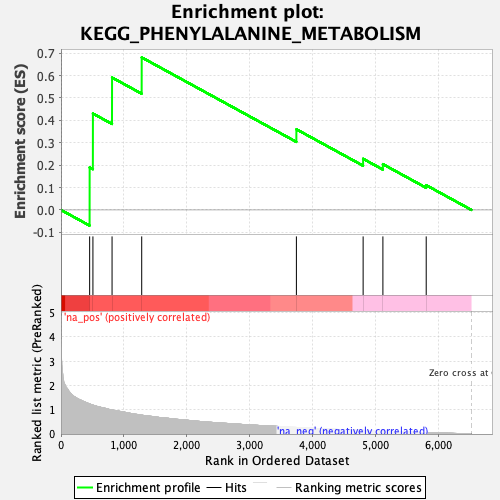 Enrichment plot:
KEGG_PHENYLALANINE_METABOLISM
Enrichment score (ES)
0.7
0.6
0.5
0.4
0.3
0.2
0.1
0.0
-0.1
Ranked list metric (PreRanked)
'na_pos' (positively correlated)
5
4
3
2
1
0
Zero cross at
'na_neg' (negatively correlated)
0 1,000 2,000 3,000 4,000 5,000 6,000
Rank in Ordered Dataset
Enrichment profile Hits Ranking metric scores